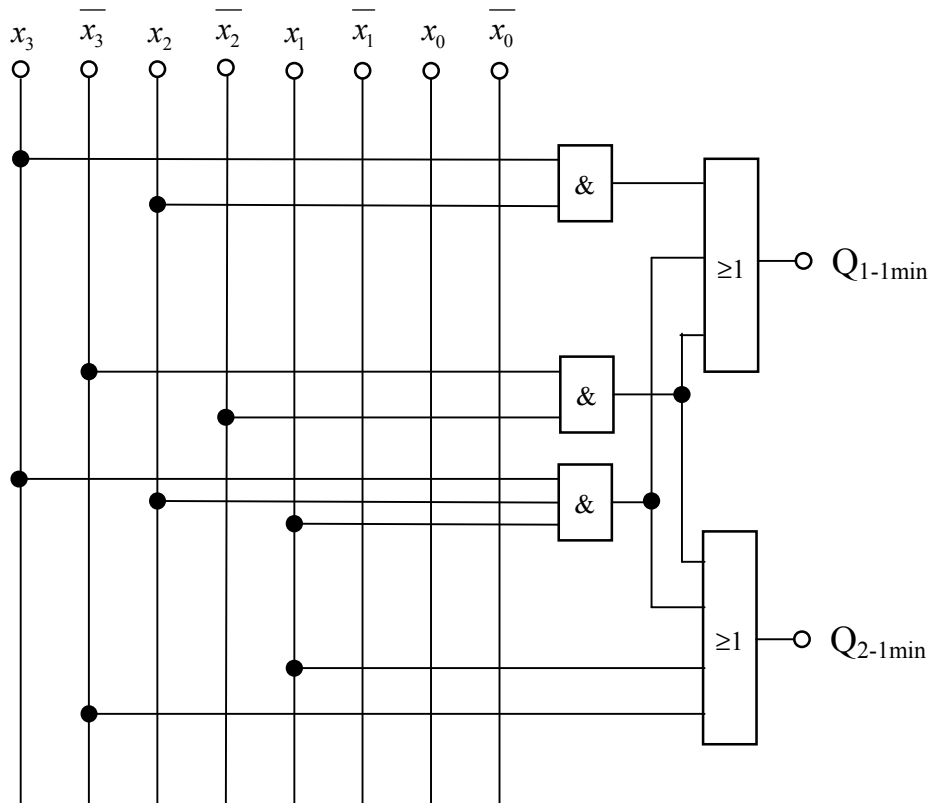 x₃ x̅₃ x₂ x̅₂ x₁ x̅₁ x₀ x̅₀
&
≥1
Q₁₋₁min
&
&
≥1
Q₂₋₁min